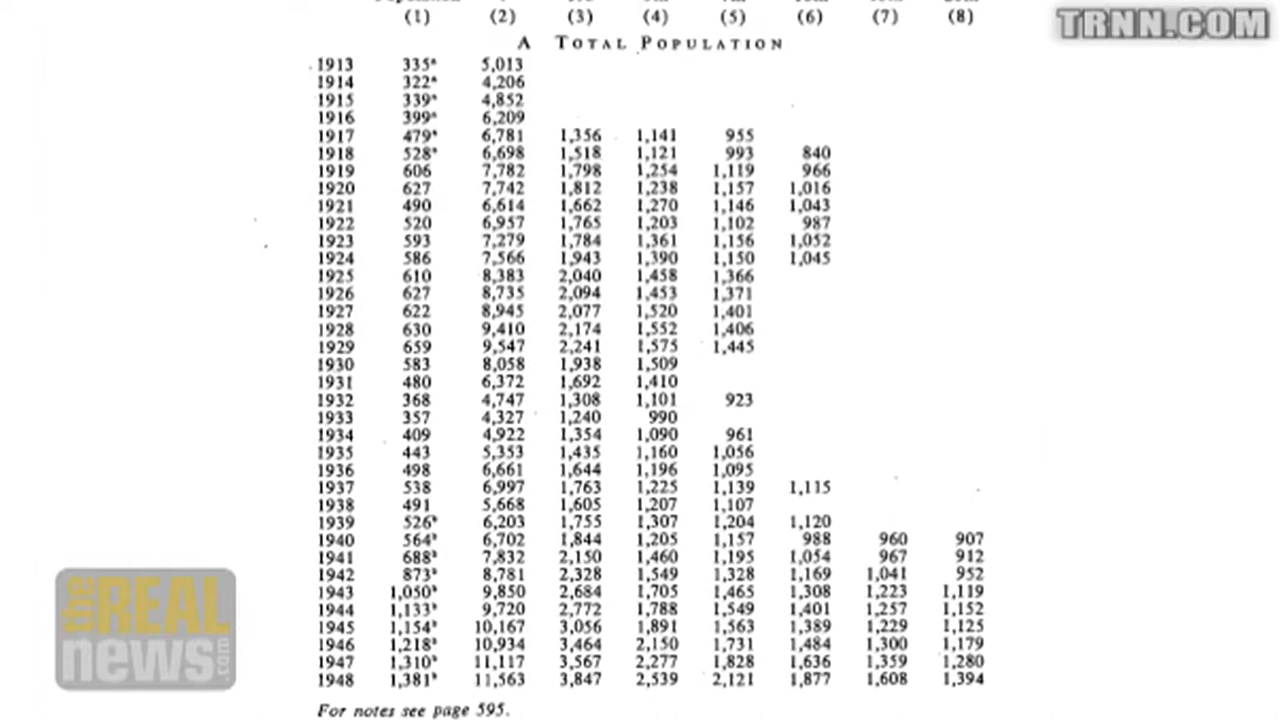 (1) (2) (3) (4) (5) (6) (7) (8)
TRNN.COM
A TOTAL POPULATION
1913 335ᵃ 5,013
1914 322ᵃ 4,206
1915 339ᵃ 4,852
1916 399ᵃ 6,209
1917 479ᵃ 6,781 1,356 1,141 955
1918 528ᵃ 6,698 1,518 1,121 993 840
1919 606 7,782 1,798 1,254 1,119 966
1920 627 7,742 1,812 1,238 1,157 1,016
1921 490 6,614 1,662 1,270 1,146 1,043
1922 520 6,957 1,765 1,203 1,102 987
1923 593 7,279 1,784 1,361 1,156 1,052
1924 586 7,566 1,943 1,390 1,150 1,045
1925 610 8,383 2,040 1,458 1,366
1926 627 8,735 2,094 1,453 1,371
1927 622 8,945 2,077 1,520 1,401
1928 630 9,410 2,174 1,552 1,406
1929 659 9,547 2,241 1,575 1,445
1930 583 8,058 1,938 1,509
1931 480 6,372 1,692 1,410
1932 368 4,747 1,308 1,101 923
1933 357 4,327 1,240 990
1934 409 4,922 1,354 1,090 961
1935 443 5,353 1,435 1,160 1,056
1936 498 6,661 1,644 1,196 1,095
1937 538 6,997 1,763 1,225 1,139 1,115
1938 491 5,668 1,605 1,207 1,107
1939 526ᵇ 6,203 1,755 1,307 1,204 1,120
1940 564ᵇ 6,702 1,844 1,205 1,157 988 960 907
1941 688ᵇ 7,832 2,150 1,460 1,195 1,054 967 912
1942 873ᵇ 8,781 2,328 1,549 1,328 1,169 1,041 952
1943 1,050ᵇ 9,850 2,684 1,705 1,465 1,308 1,223 1,119
1944 1,133ᵇ 9,720 2,772 1,788 1,549 1,401 1,257 1,152
1945 1,154ᵇ 10,167 3,056 1,891 1,563 1,389 1,229 1,125
1946 1,218ᵇ 10,934 3,464 2,150 1,731 1,484 1,300 1,179
1947 1,310ᵇ 11,117 3,567 2,277 1,828 1,636 1,359 1,280
1948 1,381ᵇ 11,563 3,847 2,539 2,121 1,877 1,608 1,394
For notes see page 595.
the REAL
news.com